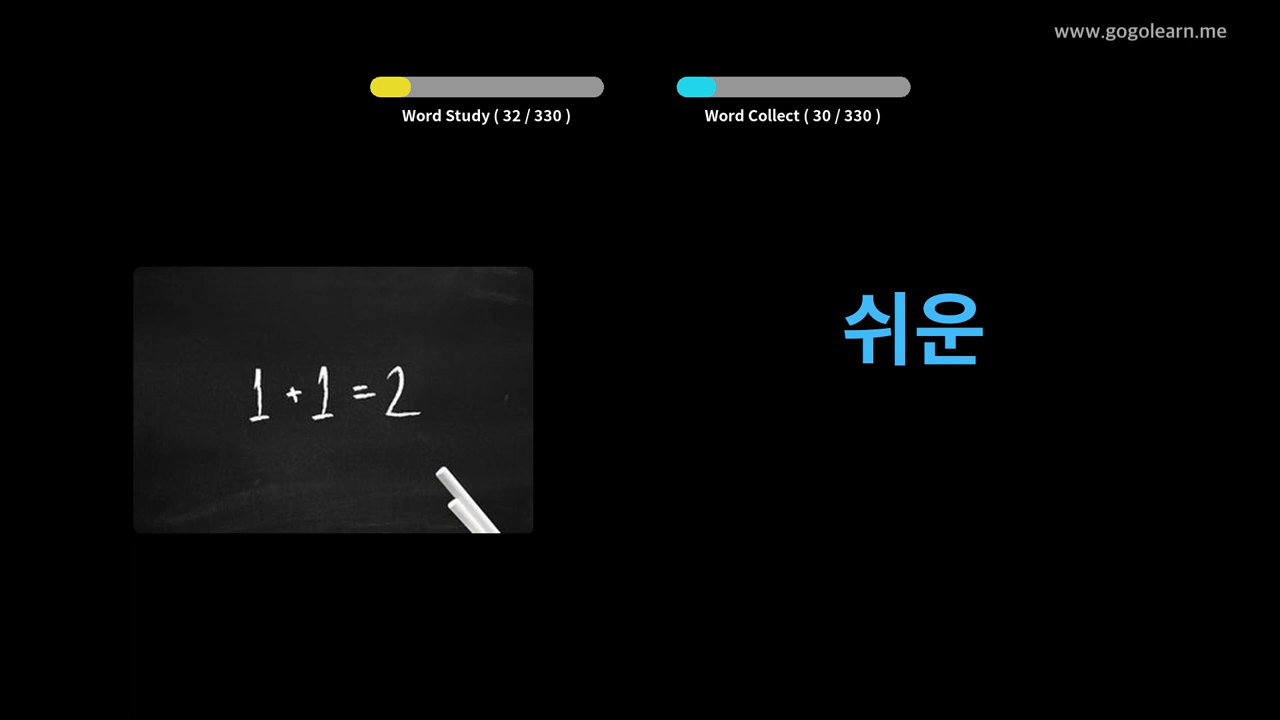 www.gogolearn.me
Word Study ( 32 / 330 )
Word Collect ( 30 / 330 )
쉬운
1 + 1 = 2